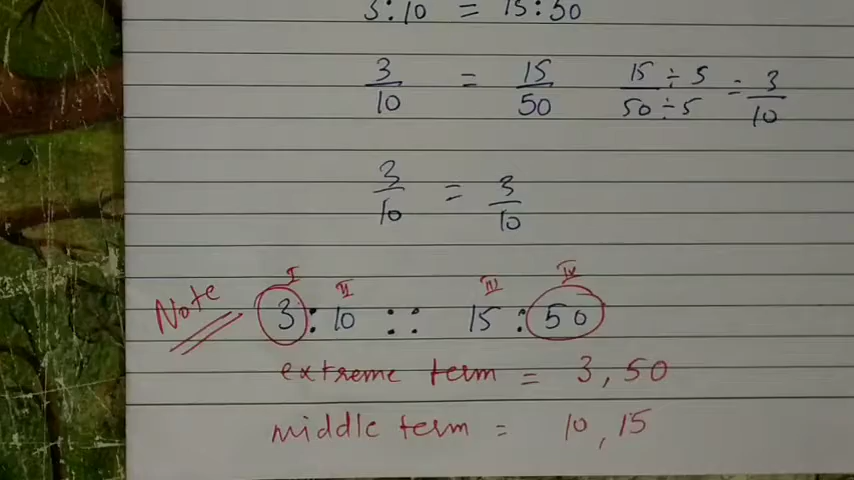 3:10 = 15:50
3/10 = 15/50 15÷5/50÷5 = 3/10
3/10 = 3/10
I II III IV
Note 3 : 10 :: 15 : 50
extreme term = 3, 50
middle term = 10, 15